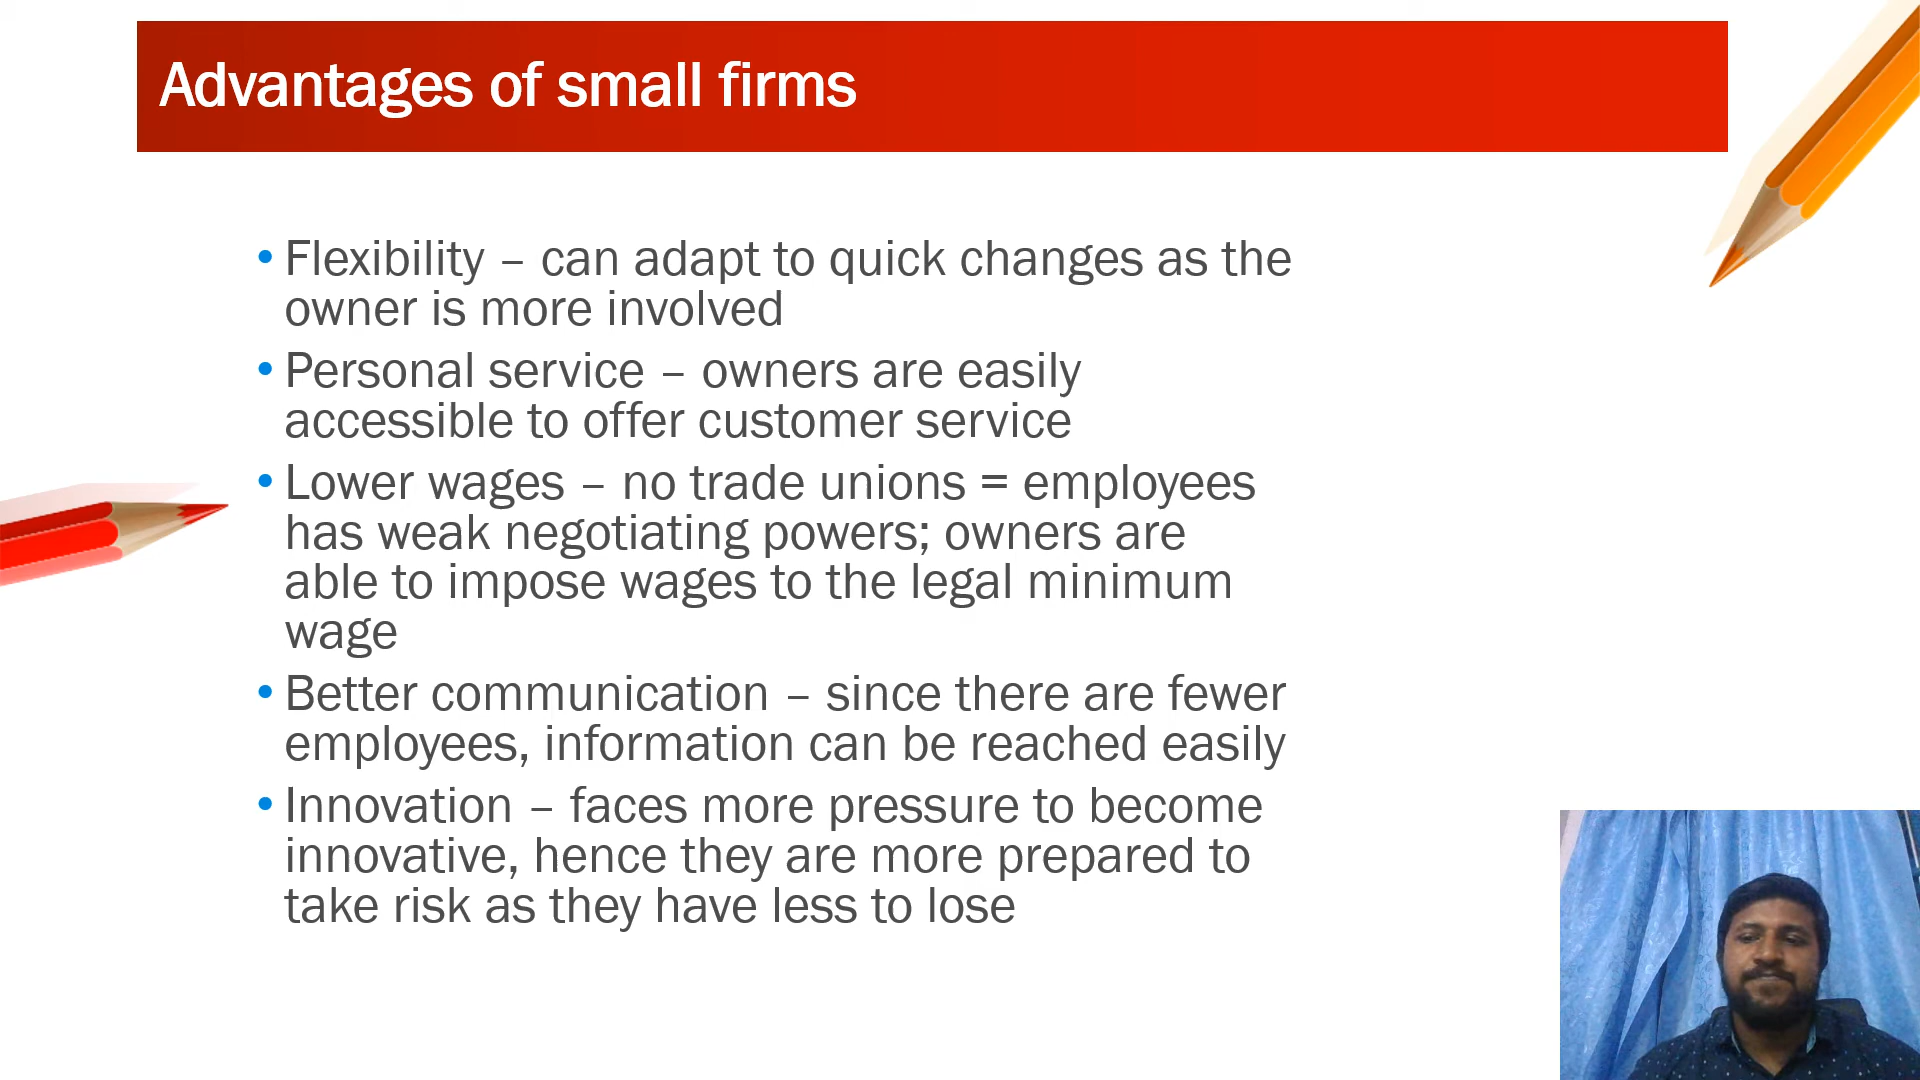 Advantages of small firms
• Flexibility – can adapt to quick changes as the
owner is more involved
• Personal service – owners are easily
accessible to offer customer service
• Lower wages – no trade unions = employees
has weak negotiating powers; owners are
able to impose wages to the legal minimum
wage
• Better communication – since there are fewer
employees, information can be reached easily
• Innovation – faces more pressure to become
innovative, hence they are more prepared to
take risk as they have less to lose